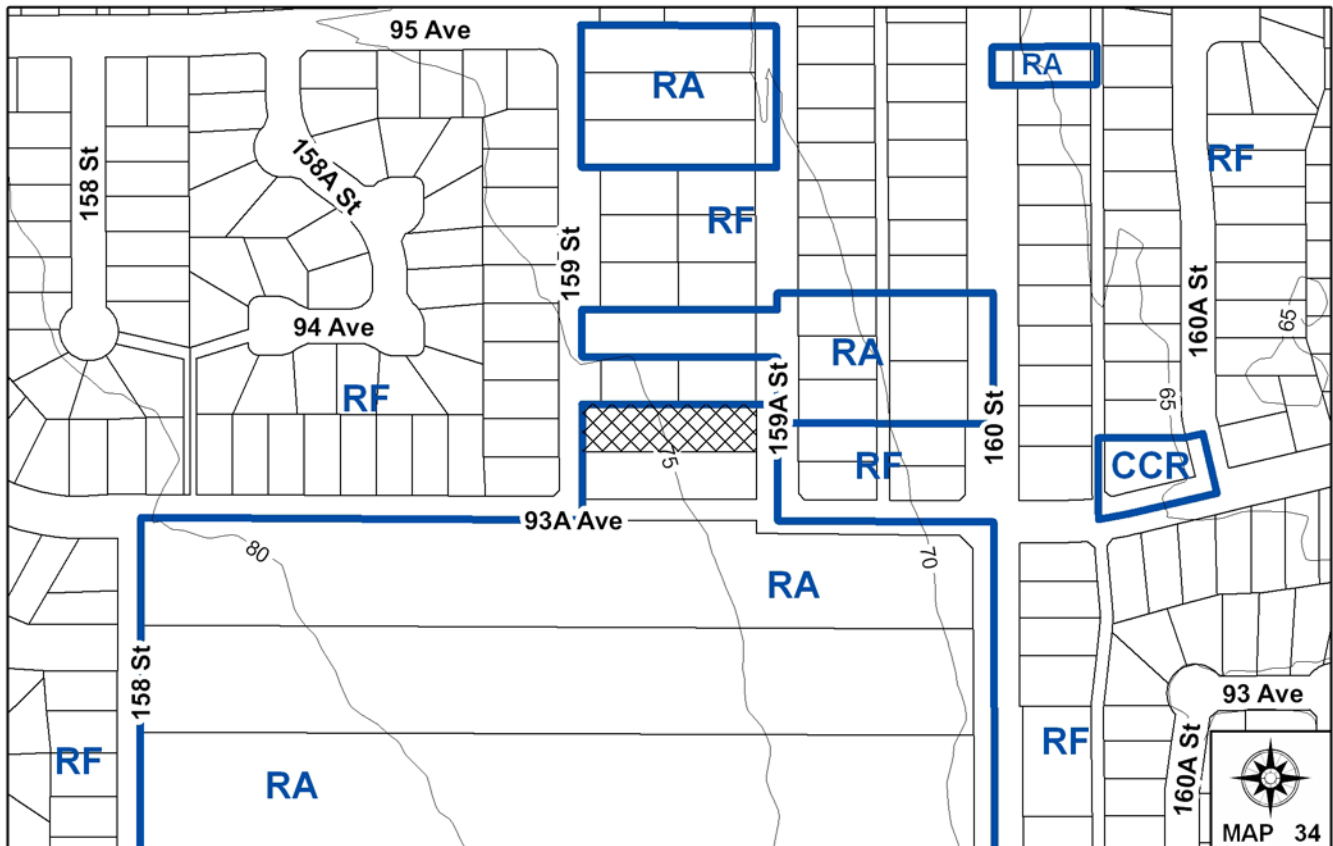 95 Ave
RA
RA
158 St
158A St
RF
RF
159 St
160A St
65
94 Ave
RA
RF
159A St
160 St
65
75
RF
CCR
93A Ave
80
70
RA
158 St
93 Ave
RF
RF
160A St
RA
MAP 34